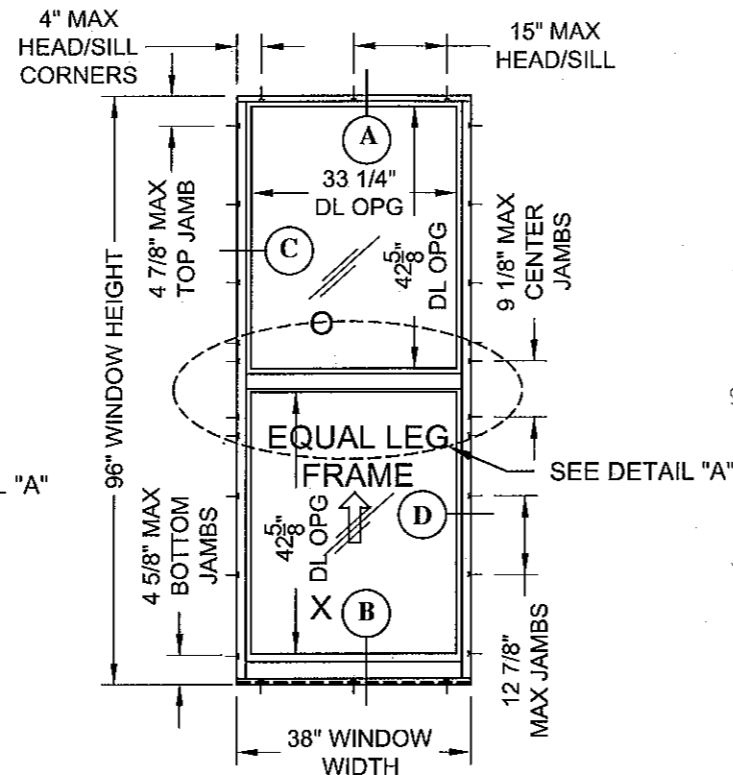 4" MAX
HEAD/SILL
CORNERS
15" MAX
HEAD/SILL
A
33 1/4"
DL OPG
C
42 5/8"
DL OPG
O
4 7/8" MAX
TOP JAMB
9 1/8" MAX
CENTER
JAMBS
96" WINDOW HEIGHT
EQUAL LEG
FRAME
SEE DETAIL "A"
"A"
42 5/8"
DL OPG
D
X
B
4 5/8" MAX
BOTTOM
JAMBS
12 7/8"
MAX JAMBS
38" WINDOW
WIDTH